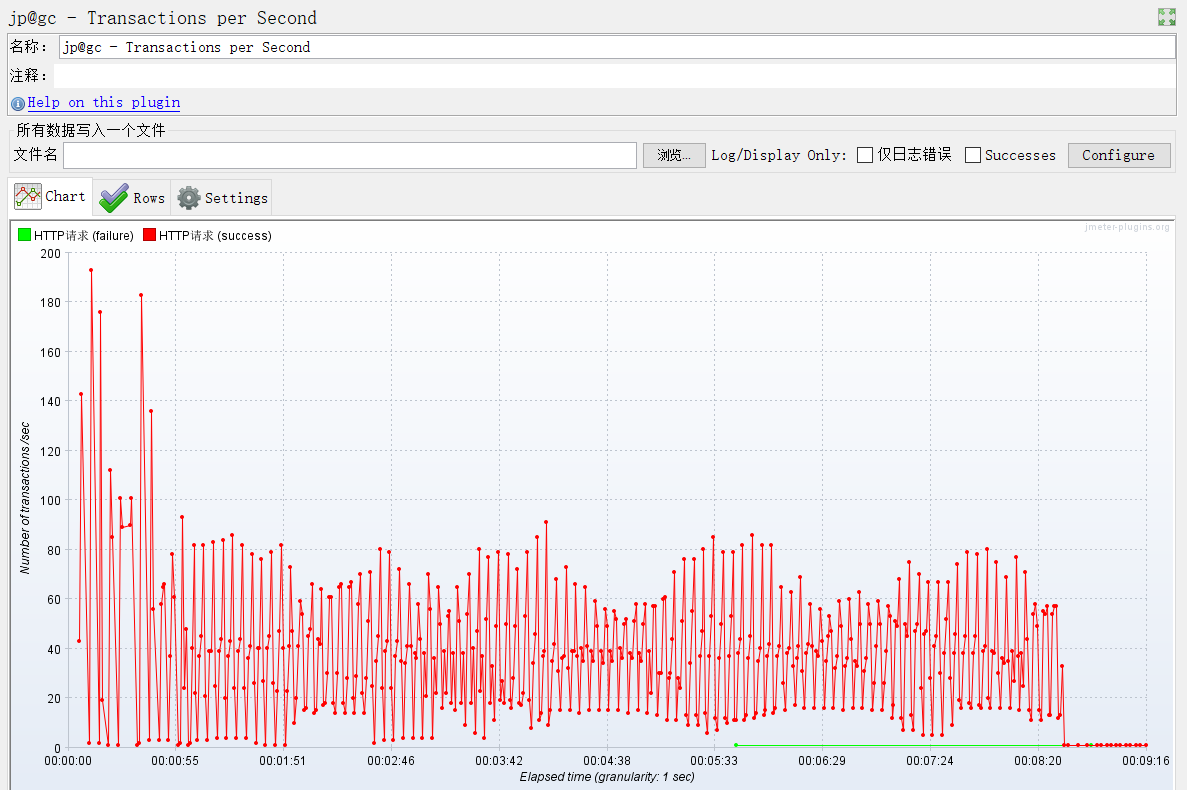 jp@gc - Transactions per Second
名称： jp@gc - Transactions per Second
注释：
Help on this plugin
所有数据写入一个文件
文件名 浏览... Log/Display Only: 仅日志错误 Successes Configure
Chart Rows Settings
HTTP请求 (failure) HTTP请求 (success) jmeter-plugins.org
200
180
160
140
120
100
80
60
40
20
0
Number of transactions /sec
00:00:00 00:00:55 00:01:51 00:02:46 00:03:42 00:04:38 00:05:33 00:06:29 00:07:24 00:08:20 00:09:16
Elapsed time (granularity: 1 sec)